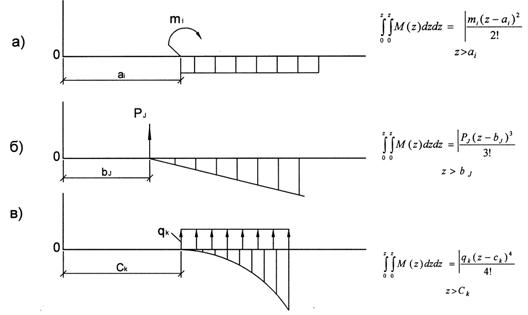 а)
m_i
0
a_i
∫₀ᶻ∫₀ᶻ M(z)dzdz = | m_i(z−a_i)² / 2!
z>a_i
б)
P_J
0
b_J
∫₀ᶻ∫₀ᶻ M(z)dzdz = | P_J(z−b_J)³ / 3!
z > b_J
в)
q_k
0
C_k
∫₀ᶻ∫₀ᶻ M(z)dzdz = | q_k(z−c_k)⁴ / 4!
z>C_k